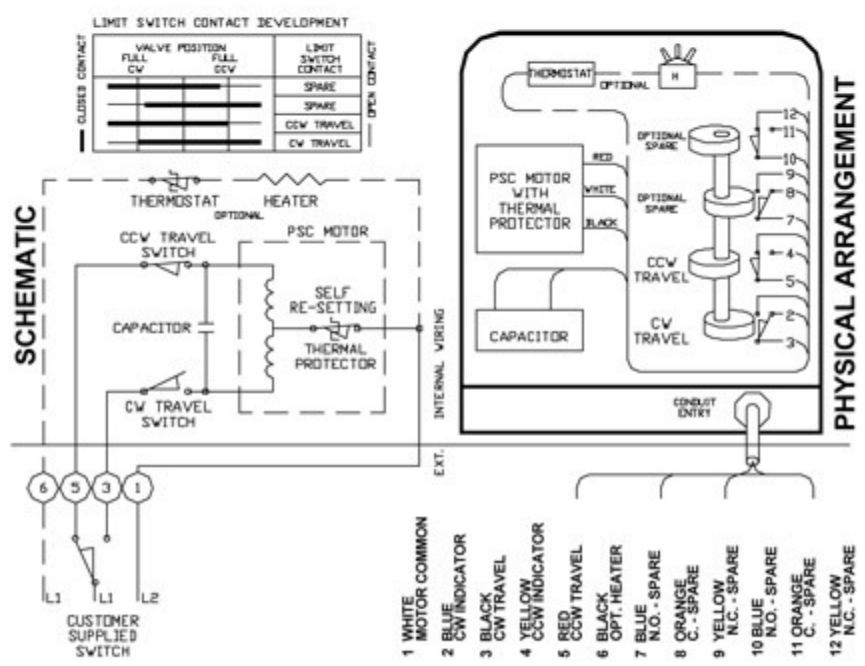 LIMIT SWITCH CONTACT DEVELOPMENT
CLOSED CONTACT
VALVE POSITION
FULL CW
FULL CCW
LIMIT SWITCH CONTACT
SPARE
SPARE
CCW TRAVEL
CW TRAVEL
OPEN CONTACT
SCHEMATIC
THERMOSTAT
HEATER
OPTIONAL
CCW TRAVEL
SWITCH
PSC MOTOR
CAPACITOR
SELF
RE-SETTING
THERMAL
PROTECTOR
CW TRAVEL
SWITCH
INTERNAL WIRING
EXT.
6 5 3 1
L1 L1 L2
CUSTOMER
SUPPLIED
SWITCH
PHYSICAL ARRANGEMENT
THERMOSTAT
OPTIONAL
H
PSC MOTOR
WITH
THERMAL
PROTECTOR
RED
WHITE
BLACK
CAPACITOR
OPTIONAL
SPARE
OPTIONAL
SPARE
CCW
TRAVEL
CW
TRAVEL
12
11
10
9
8
7
4
5
2
3
CONDUIT
ENTRY
1 WHITE
MOTOR COMMON
2 BLUE
CW INDICATOR
3 BLACK
CW TRAVEL
4 YELLOW
CCW INDICATOR
5 RED
CCW TRAVEL
6 BLACK
OPT. HEATER
7 BLUE
N.O. - SPARE
8 ORANGE
C. - SPARE
9 YELLOW
N.C. - SPARE
10 BLUE
N.O. - SPARE
11 ORANGE
C. - SPARE
12 YELLOW
N.C. - SPARE